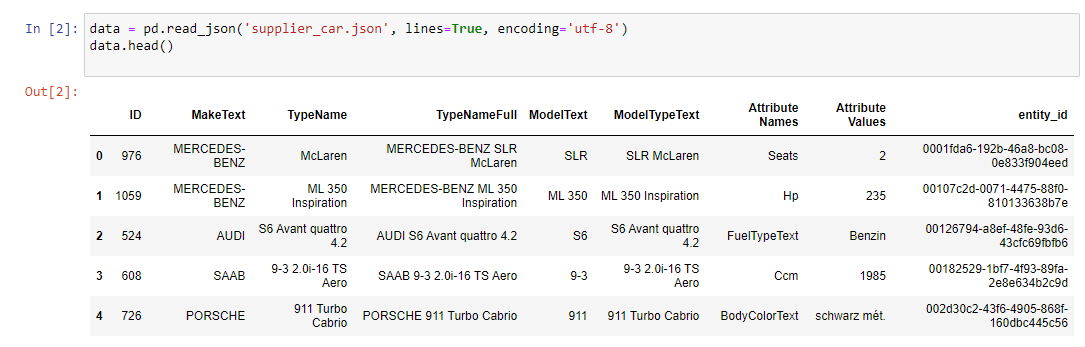 In [2]: data = pd.read_json('supplier_car.json', lines=True, encoding='utf-8')
data.head()
Out[2]:
ID MakeText TypeName TypeNameFull ModelText ModelTypeText Attribute Names Attribute Values entity_id
0 976 MERCEDES-BENZ McLaren MERCEDES-BENZ SLR McLaren SLR SLR McLaren Seats 2 0001fda6-192b-46a8-bc08-0e833f904eed
1 1059 MERCEDES-BENZ ML 350 Inspiration MERCEDES-BENZ ML 350 Inspiration ML 350 ML 350 Inspiration Hp 235 00107c2d-0071-4475-88f0-810133638b7e
2 524 AUDI S6 Avant quattro 4.2 AUDI S6 Avant quattro 4.2 S6 S6 Avant quattro 4.2 FuelTypeText Benzin 00126794-a8ef-48fe-93d6-43cfc69fbfb6
3 608 SAAB 9-3 2.0i-16 TS Aero SAAB 9-3 2.0i-16 TS Aero 9-3 9-3 2.0i-16 TS Aero Ccm 1985 00182529-1bf7-4f93-89fa-2e8e634b2c9d
4 726 PORSCHE 911 Turbo Cabrio PORSCHE 911 Turbo Cabrio 911 911 Turbo Cabrio BodyColorText schwarz mét. 002d30c2-43f6-4905-868f-160dbc445c56